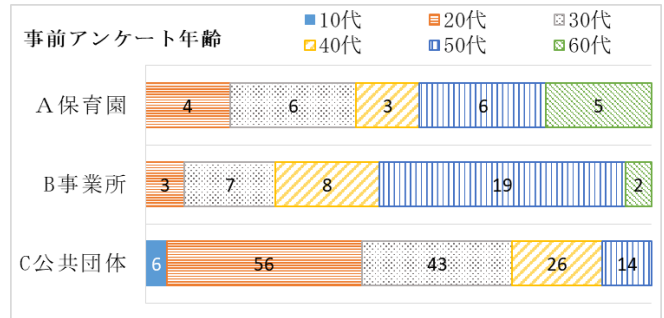 事前アンケート年齢
■10代 ■20代 ■30代
■40代 ■50代 ■60代
A保育園 4 6 3 6 5
B事業所 3 7 8 19 2
C公共団体 6 56 43 26 14